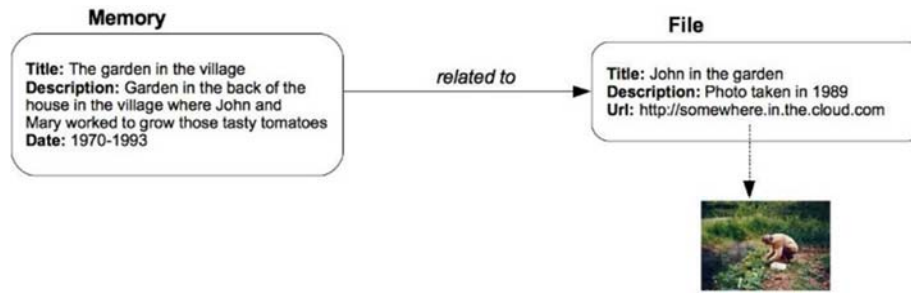 Memory
Title: The garden in the village
Description: Garden in the back of the
house in the village where John and
Mary worked to grow those tasty tomatoes
Date: 1970-1993
related to
File
Title: John in the garden
Description: Photo taken in 1989
Url: http://somewhere.in.the.cloud.com